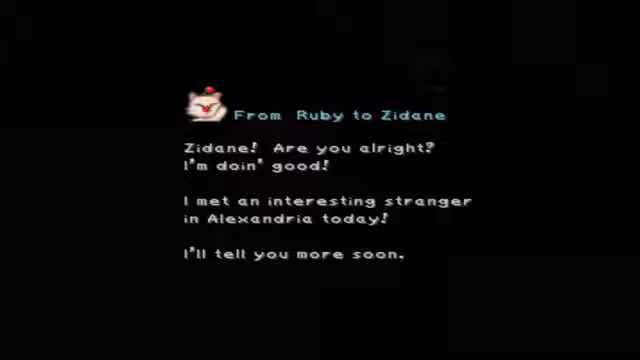 From Ruby to Zidane
Zidane! Are you alright?
I'm doin' good!
I met an interesting stranger
in Alexandria today!
I'll tell you more soon.